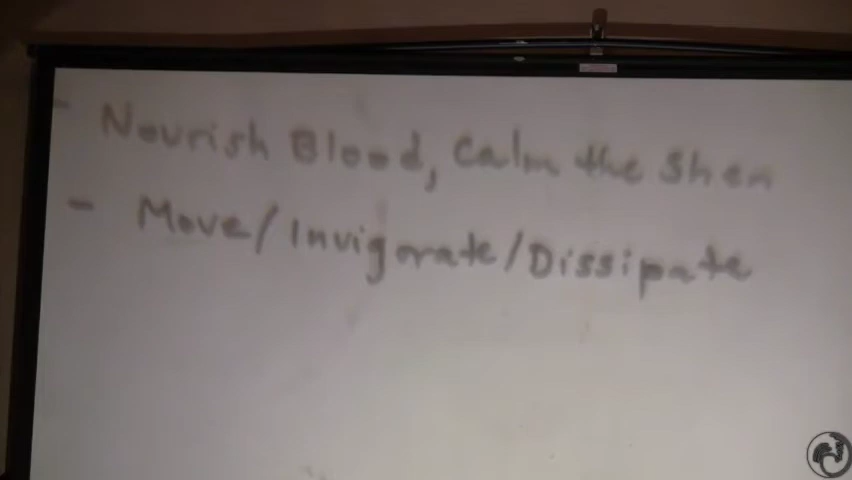 - Nourish Blood, Calm the Shen
- Move/Invigorate/Dissipate